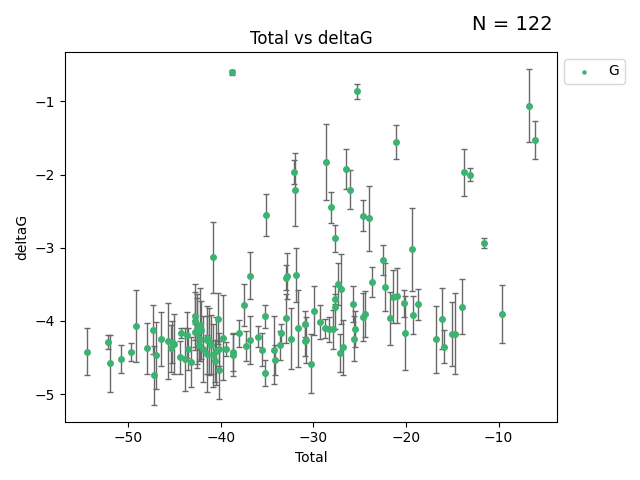 N = 122
Total vs deltaG
G
−1
−2
−3
−4
−5
deltaG
−50 −40 −30 −20 −10
Total